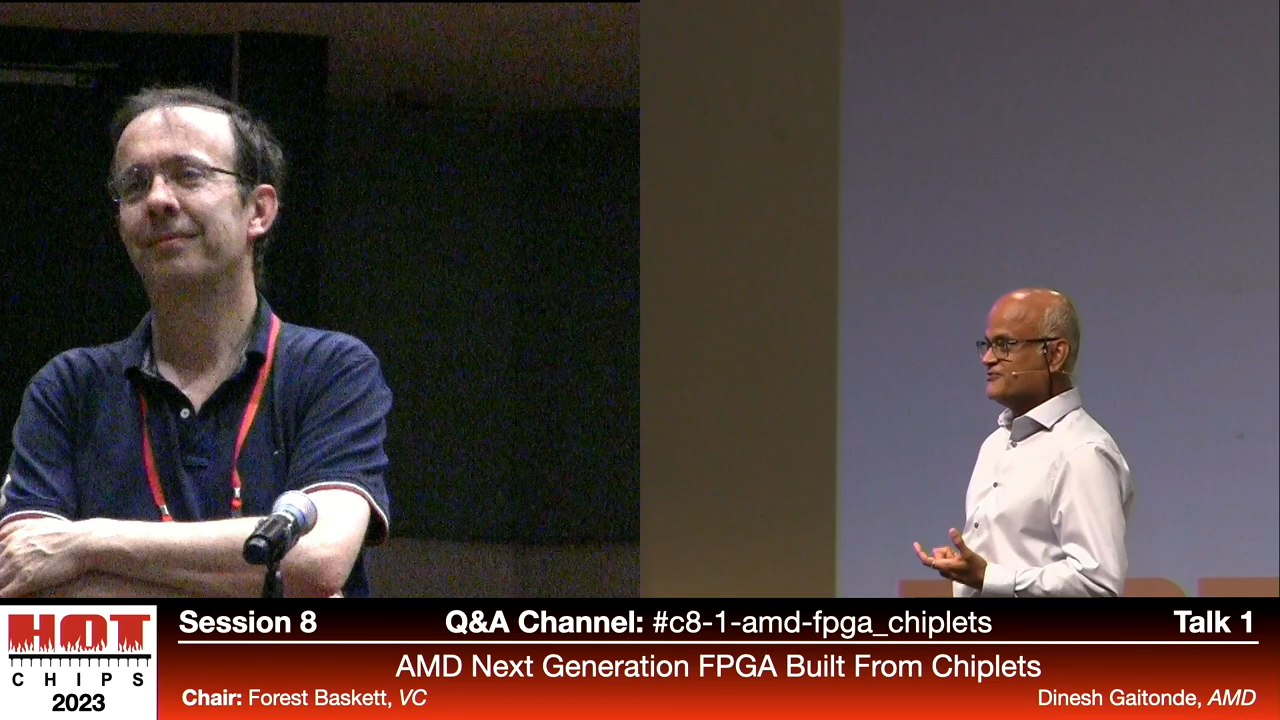 Session 8
Q&A Channel: #c8-1-amd-fpga_chiplets
Talk 1
AMD Next Generation FPGA Built From Chiplets
Chair: Forest Baskett, VC
Dinesh Gaitonde, AMD
HOT
CHIPS
2023